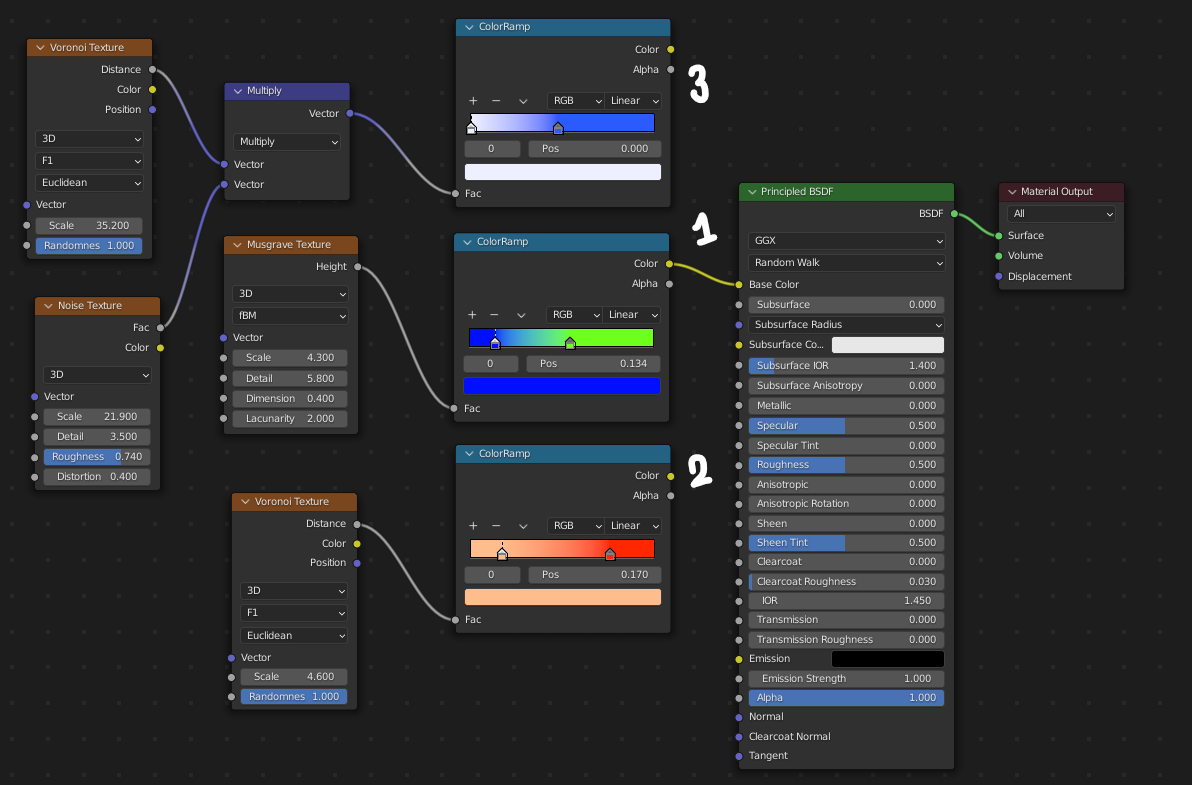 Voronoi Texture
Distance
Color
Position
3D
F1
Euclidean
Vector
Scale 35.200
Randomnes 1.000
Noise Texture
Fac
Color
3D
Vector
Scale 21.900
Detail 3.500
Roughness 0.740
Distortion 0.400
Multiply
Vector
Multiply
Vector
Vector
Musgrave Texture
Height
3D
fBM
Vector
Scale 4.300
Detail 5.800
Dimension 0.400
Lacunarity 2.000
Voronoi Texture
Distance
Color
Position
3D
F1
Euclidean
Vector
Scale 4.600
Randomnes 1.000
ColorRamp
Color
Alpha
+ − RGB Linear
0 Pos 0.000
Fac
3
ColorRamp
Color
Alpha
+ − RGB Linear
0 Pos 0.134
Fac
1
ColorRamp
Color
Alpha
+ − RGB Linear
0 Pos 0.170
Fac
2
Principled BSDF
BSDF
GGX
Random Walk
Base Color
Subsurface 0.000
Subsurface Radius
Subsurface Co...
Subsurface IOR 1.400
Subsurface Anisotropy 0.000
Metallic 0.000
Specular 0.500
Specular Tint 0.000
Roughness 0.500
Anisotropic 0.000
Anisotropic Rotation 0.000
Sheen 0.000
Sheen Tint 0.500
Clearcoat 0.000
Clearcoat Roughness 0.030
IOR 1.450
Transmission 0.000
Transmission Roughness 0.000
Emission
Emission Strength 1.000
Alpha 1.000
Normal
Clearcoat Normal
Tangent
Material Output
All
Surface
Volume
Displacement